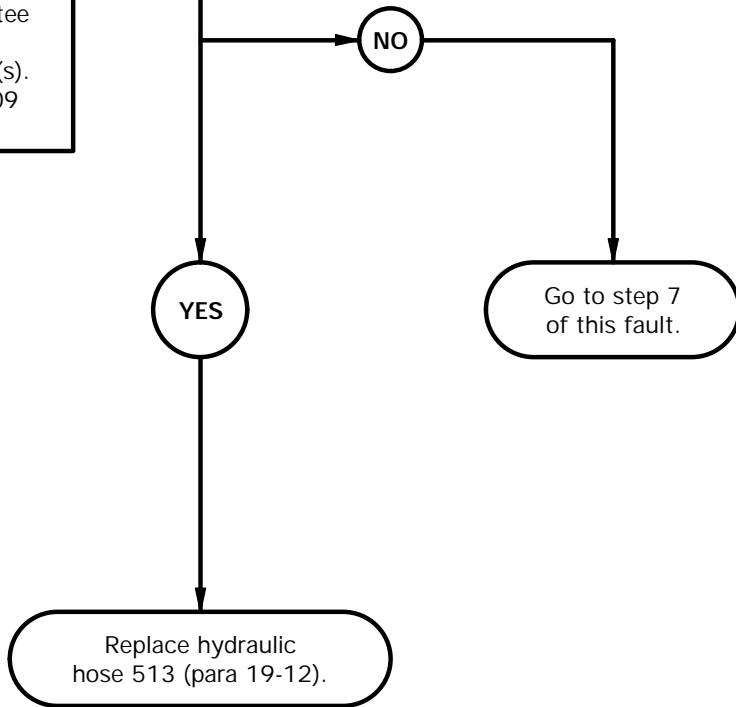 tee
(s).
09
NO
YES
Go to step 7
of this fault.
Replace hydraulic
hose 513 (para 19-12).